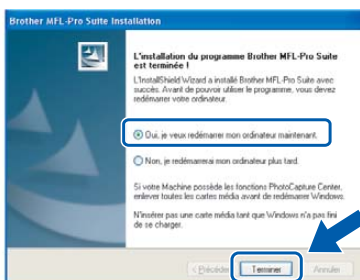 Brother MFL-Pro Suite Installation
L'installation du programme Brother MFL-Pro Suite
est terminée !
L'InstallShield Wizard a installé Brother MFL-Pro Suite avec
succès. Avant de pouvoir utiliser le programme, vous devez
redémarrer votre ordinateur.
Oui, je veux redémarrer mon ordinateur maintenant.
Non, je redémarrerai mon ordinateur plus tard.
Si votre Machine possède les fonctions PhotoCapture Center,
enlever toutes les cartes média avant de redémarrer Windows.
N'insérer pas une carte média tant que Windows n'a pas fini
de se charger.
< Précédent Terminer Annuler